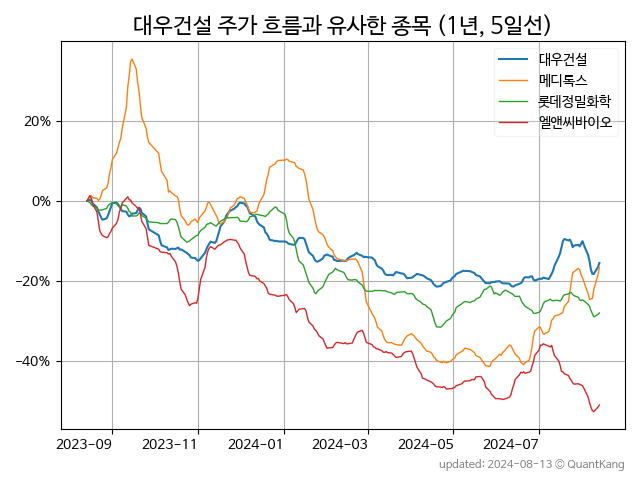 대우건설 주가 흐름과 유사한 종목 (1년, 5일선)
대우건설
메디톡스
롯데정밀화학
엘앤씨바이오
20%
0%
−20%
−40%
2023-09
2023-11
2024-01
2024-03
2024-05
2024-07
updated: 2024-08-13 © QuantKang